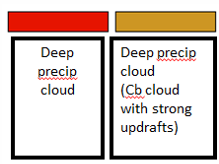 Deep
precip
cloud
Deep precip
cloud
(Cb cloud
with strong
updrafts)